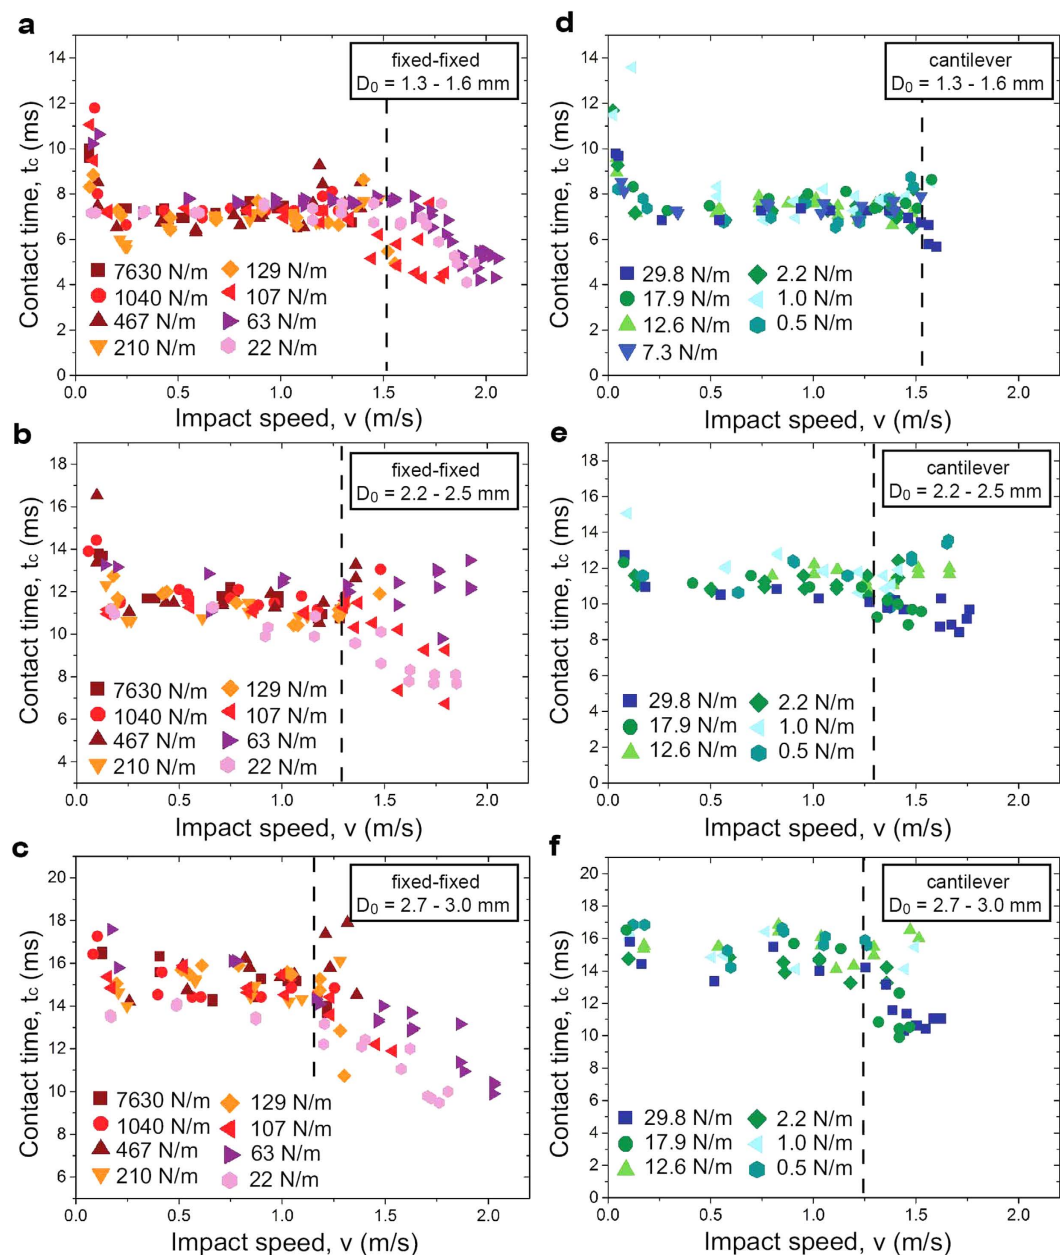 a
fixed-fixed
D₀ = 1.3 - 1.6 mm
14
12
10
8
6
4
2
0
Contact time, t꜀ (ms)
7630 N/m
1040 N/m
467 N/m
210 N/m
129 N/m
107 N/m
63 N/m
22 N/m
0.0 0.5 1.0 1.5 2.0
Impact speed, v (m/s)
d
cantilever
D₀ = 1.3 - 1.6 mm
14
12
10
8
6
4
2
0
Contact time, t꜀ (ms)
29.8 N/m
17.9 N/m
12.6 N/m
7.3 N/m
2.2 N/m
1.0 N/m
0.5 N/m
0.0 0.5 1.0 1.5 2.0
Impact speed, v (m/s)
b
fixed-fixed
D₀ = 2.2 - 2.5 mm
18
16
14
12
10
8
6
4
Contact time, t꜀ (ms)
7630 N/m
1040 N/m
467 N/m
210 N/m
129 N/m
107 N/m
63 N/m
22 N/m
0.0 0.5 1.0 1.5 2.0
Impact speed, v (m/s)
e
cantilever
D₀ = 2.2 - 2.5 mm
18
16
14
12
10
8
6
4
2
0
Contact time, t꜀ (ms)
29.8 N/m
17.9 N/m
12.6 N/m
2.2 N/m
1.0 N/m
0.5 N/m
0.0 0.5 1.0 1.5 2.0
Impact speed, v (m/s)
c
fixed-fixed
D₀ = 2.7 - 3.0 mm
20
18
16
14
12
10
8
6
Contact time, t꜀ (ms)
7630 N/m
1040 N/m
467 N/m
210 N/m
129 N/m
107 N/m
63 N/m
22 N/m
0.0 0.5 1.0 1.5 2.0
Impact speed, v (m/s)
f
cantilever
D₀ = 2.7 - 3.0 mm
20
18
16
14
12
10
8
6
4
2
0
Contact time, t꜀ (ms)
29.8 N/m
17.9 N/m
12.6 N/m
2.2 N/m
1.0 N/m
0.5 N/m
0.0 0.5 1.0 1.5 2.0
Impact speed, v (m/s)